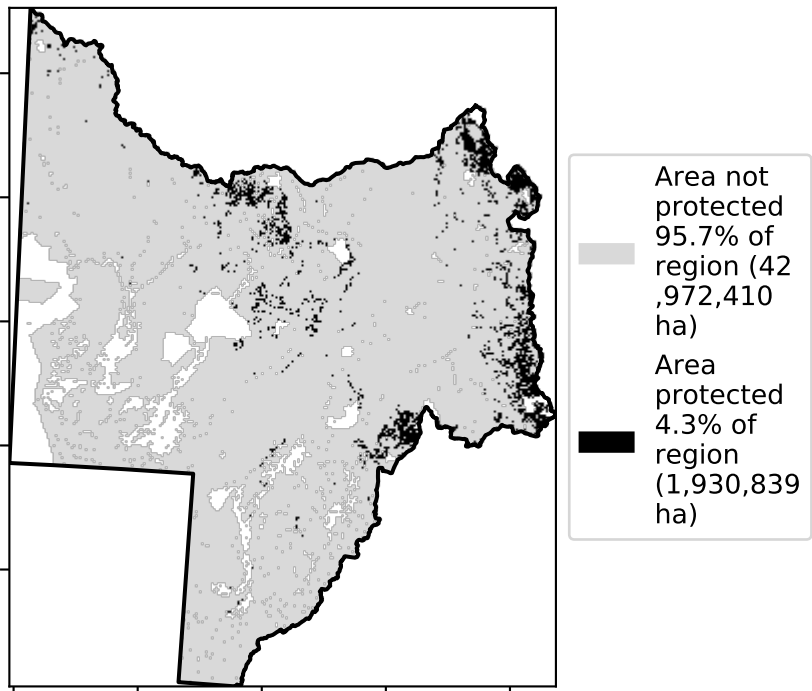 Area not
protected
95.7% of
region (42
,972,410
ha)
Area
protected
4.3% of
region
(1,930,839
ha)